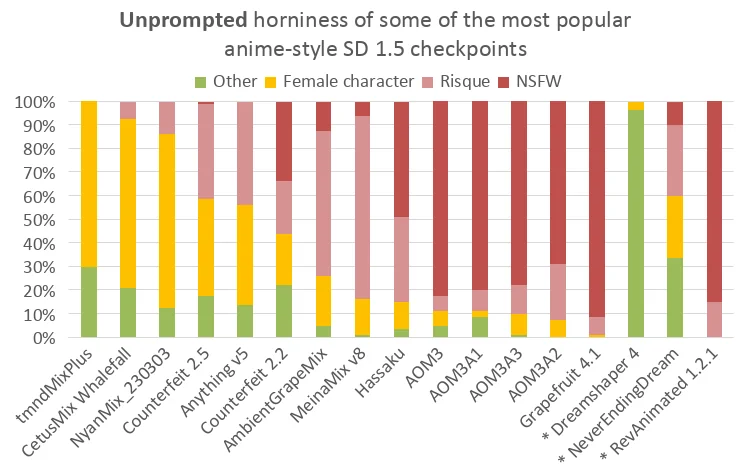 Unprompted horniness of some of the most popular
anime-style SD 1.5 checkpoints
Other Female character Risque NSFW
100%
90%
80%
70%
60%
50%
40%
30%
20%
10%
0%
tmndMixPlus
CetusMix Whalefall
NyanMix_230303
Counterfeit 2.5
Anything v5
Counterfeit 2.2
AmbientGrapeMix
MeinaMix v8
Hassaku
AOM3
AOM3A1
AOM3A3
AOM3A2
Grapefruit 4.1
* Dreamshaper 4
* NeverEndingDream
* RevAnimated 1.2.1